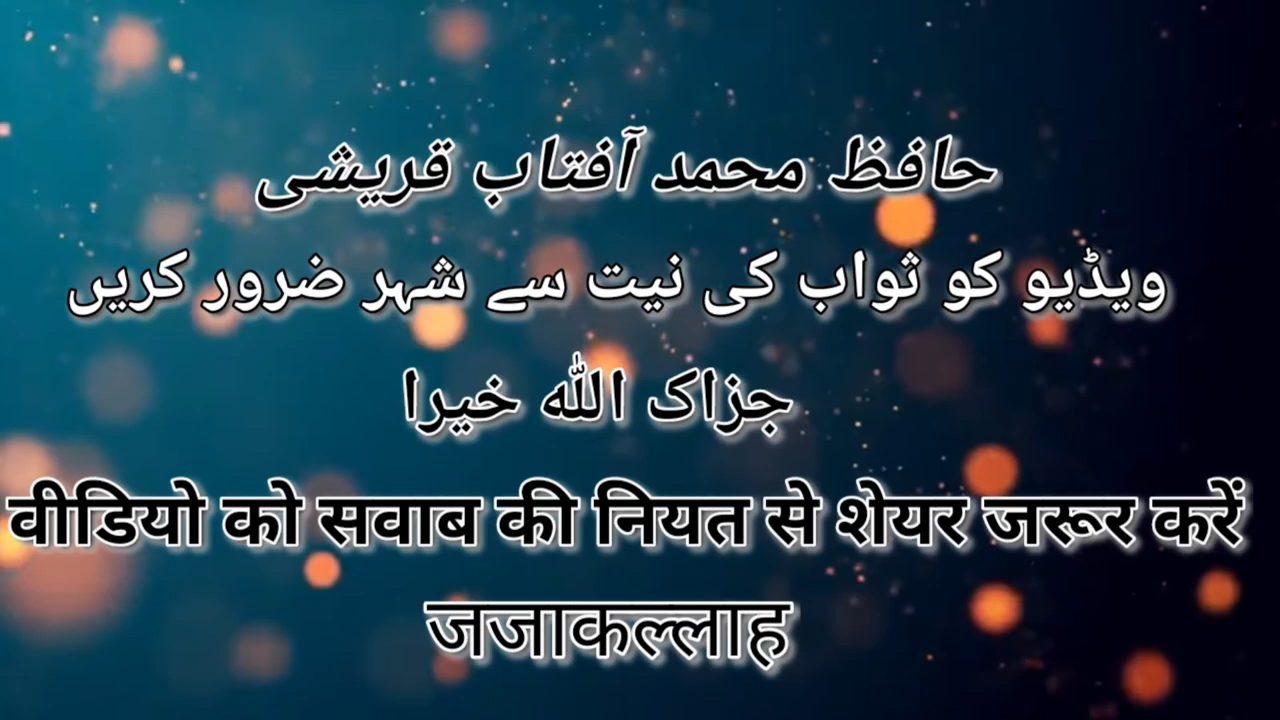 حافظ محمد آفتاب قریشی
ویڈیو کو ثواب کی نیت سے شہر ضرور کریں
جزاک اللہ خیرا
वीडियो को सवाब की नियत से शेयर जरूर करें
जजाकल्लाह